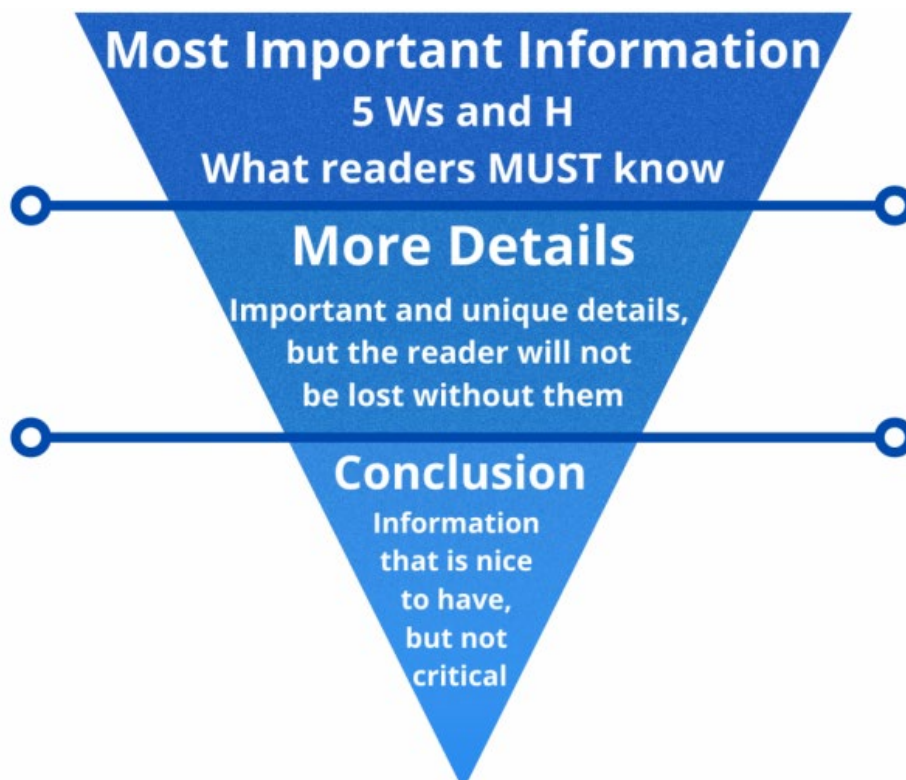 Most Important Information
5 Ws and H
What readers MUST know
More Details
Important and unique details,
but the reader will not
be lost without them
Conclusion
Information
that is nice
to have,
but not
critical